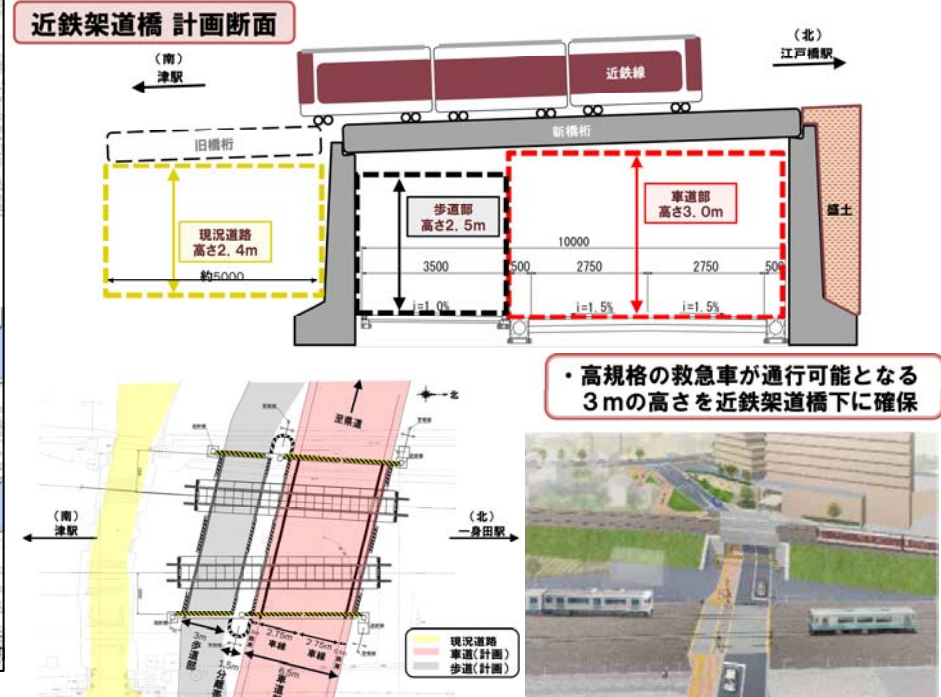 近鉄架道橋 計画断面
(南)
津駅
(北)
江戸橋駅
近鉄線
旧橋桁
新橋桁
現況道路
高さ2.4m
約5000
歩道部
高さ2.5m
車道部
高さ3.0m
盛土
10000
3500
500
2750
2750
500
i=1.0%
i=1.5%
i=1.5%
・高規格の救急車が通行可能となる
3mの高さを近鉄架道橋下に確保
至県道
北
(南)
津駅
(北)
一身田駅
3m
歩道部
1.5m
分離帯
2.75m
車線
2.75m
車線
6.5m
現況道路
車道(計画)
歩道(計画)